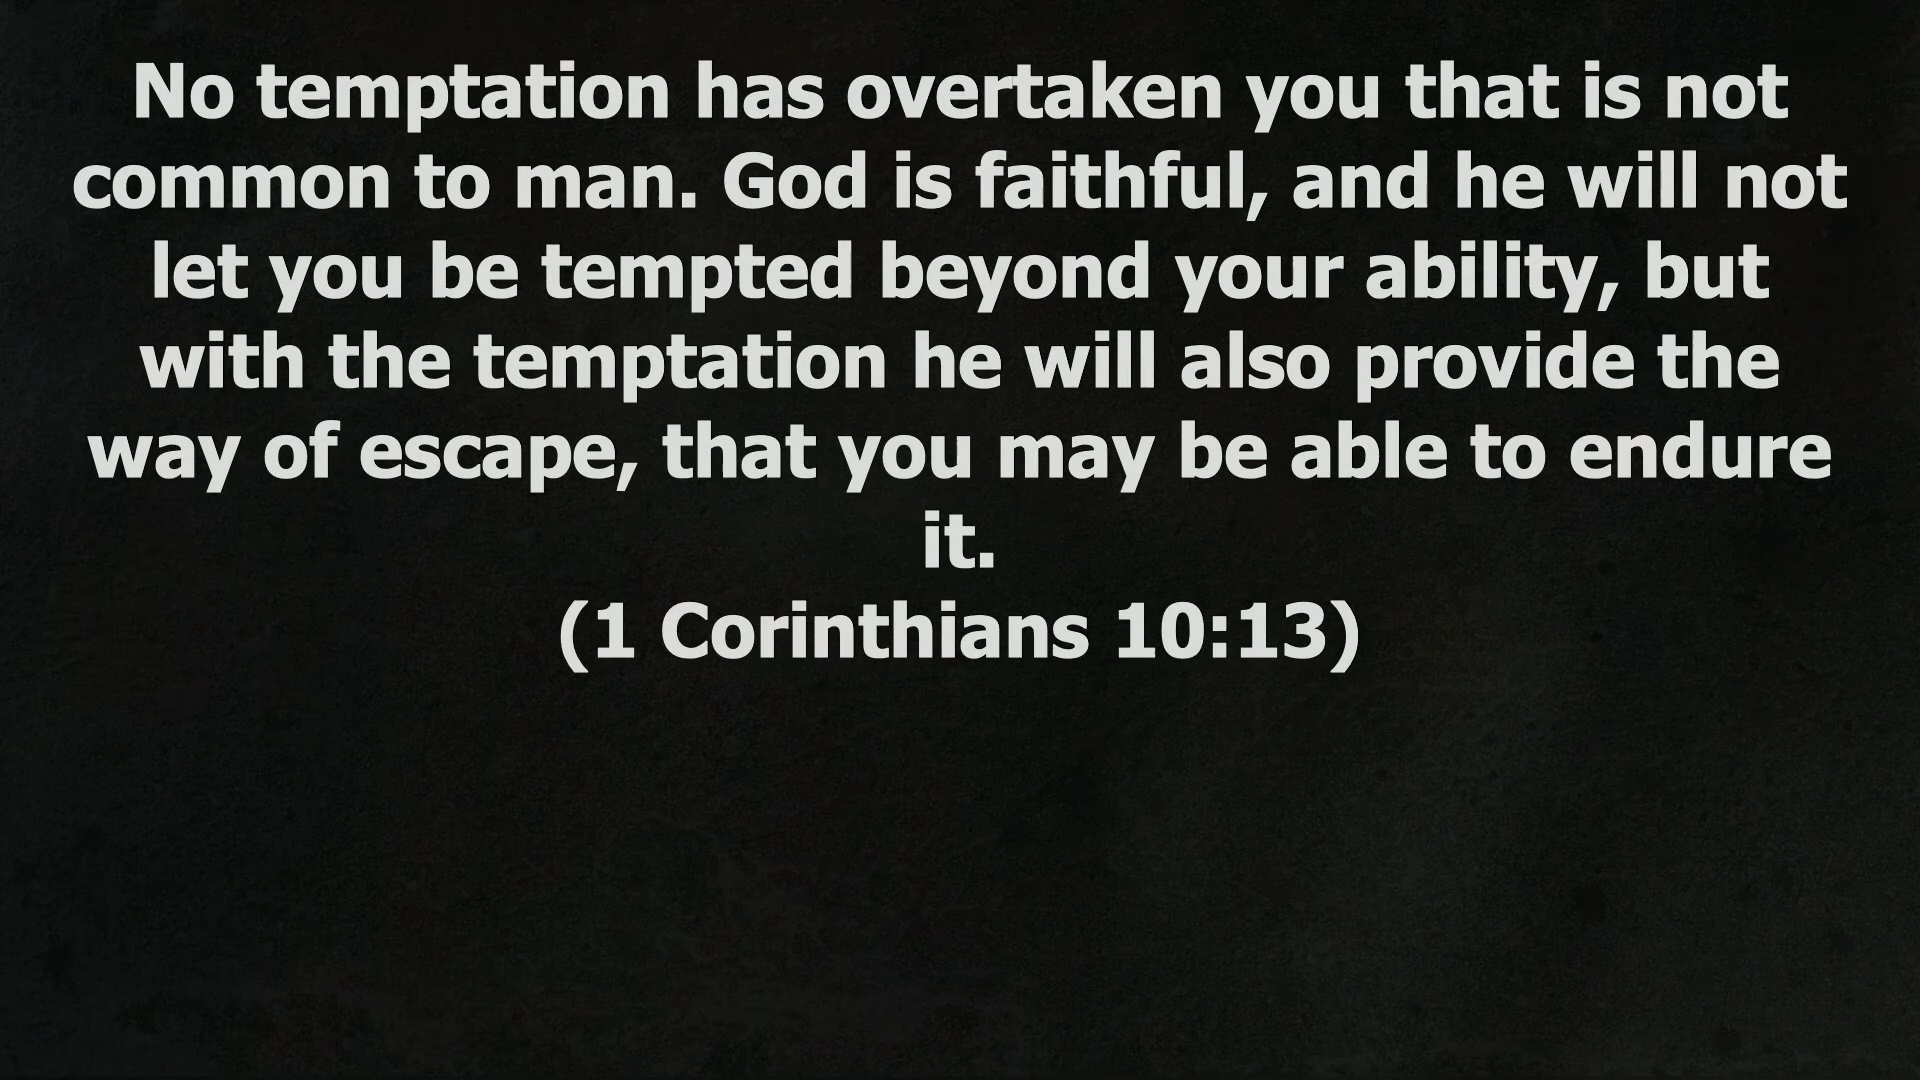 No temptation has overtaken you that is not
common to man. God is faithful, and he will not
let you be tempted beyond your ability, but
with the temptation he will also provide the
way of escape, that you may be able to endure
it.
(1 Corinthians 10:13)